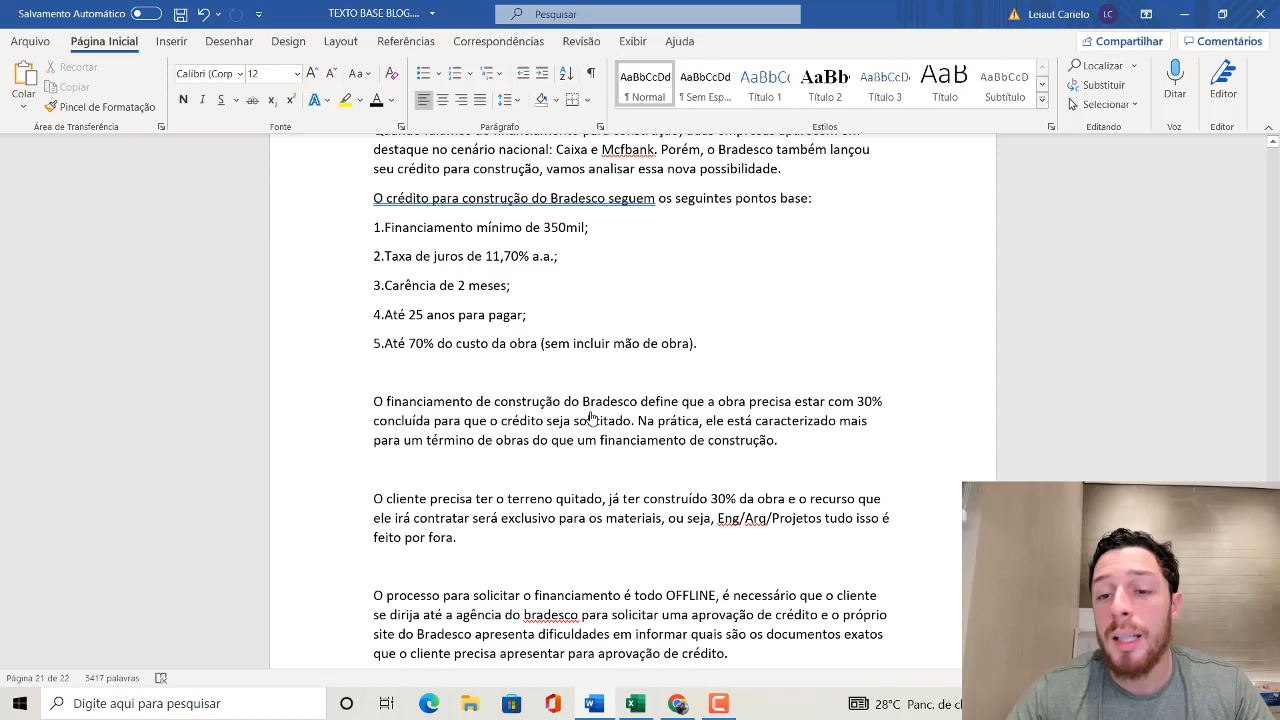 Salvamento Automático
TEXTO BASE BLOG...
Pesquisar
Leiaut Carielo
LC
Arquivo
Página Inicial
Inserir
Desenhar
Design
Layout
Referências
Correspondências
Revisão
Exibir
Ajuda
Compartilhar
Comentários
Colar
Recortar
Copiar
Pincel de Formatação
Área de Transferência
Calibri (Corp
12
Fonte
Parágrafo
AaBbCcDd
¶ Normal
AaBbCcDd
¶ Sem Esp...
AaBbCc
Título 1
AaBb
Título 2
AaBbCcD
Título 3
AaB
Título
AaBbCcD
Subtítulo
Estilos
Localizar
Substituir
Selecionar
Editando
Ditar
Voz
Editor
Editor
destaque no cenário nacional: Caixa e Mcfbank. Porém, o Bradesco também lançou
seu crédito para construção, vamos analisar essa nova possibilidade.
O crédito para construção do Bradesco seguem os seguintes pontos base:
1.Financiamento mínimo de 350mil;
2.Taxa de juros de 11,70% a.a.;
3.Carência de 2 meses;
4.Até 25 anos para pagar;
5.Até 70% do custo da obra (sem incluir mão de obra).
O financiamento de construção do Bradesco define que a obra precisa estar com 30%
concluída para que o crédito seja solicitado. Na prática, ele está caracterizado mais
para um término de obras do que um financiamento de construção.
O cliente precisa ter o terreno quitado, já ter construído 30% da obra e o recurso que
ele irá contratar será exclusivo para os materiais, ou seja, Eng/Arq/Projetos tudo isso é
feito por fora.
O processo para solicitar o financiamento é todo OFFLINE, é necessário que o cliente
se dirija até a agência do bradesco para solicitar uma aprovação de crédito e o próprio
site do Bradesco apresenta dificuldades em informar quais são os documentos exatos
que o cliente precisa apresentar para aprovação de crédito.
Página 21 de 22
5417 palavras
Digite aqui para pesquisar
28°C
Panc. de c